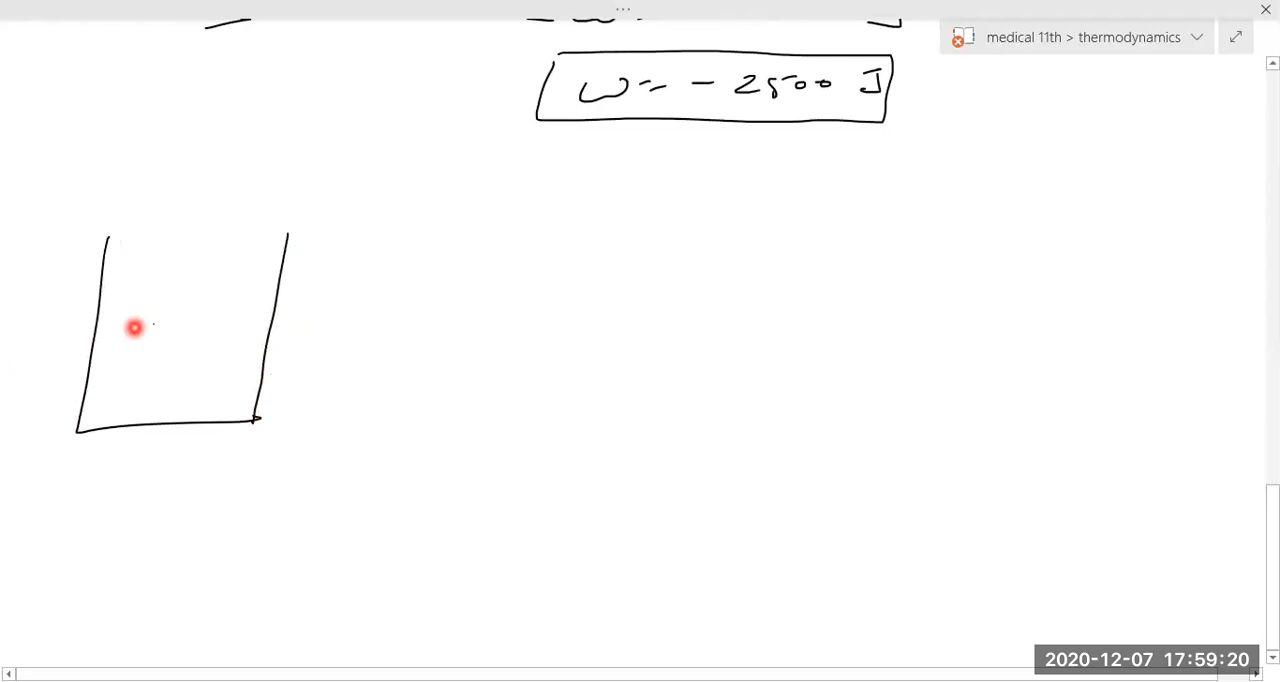 medical 11th > thermodynamics
w = - 2500 J
2020-12-07 17:59:20